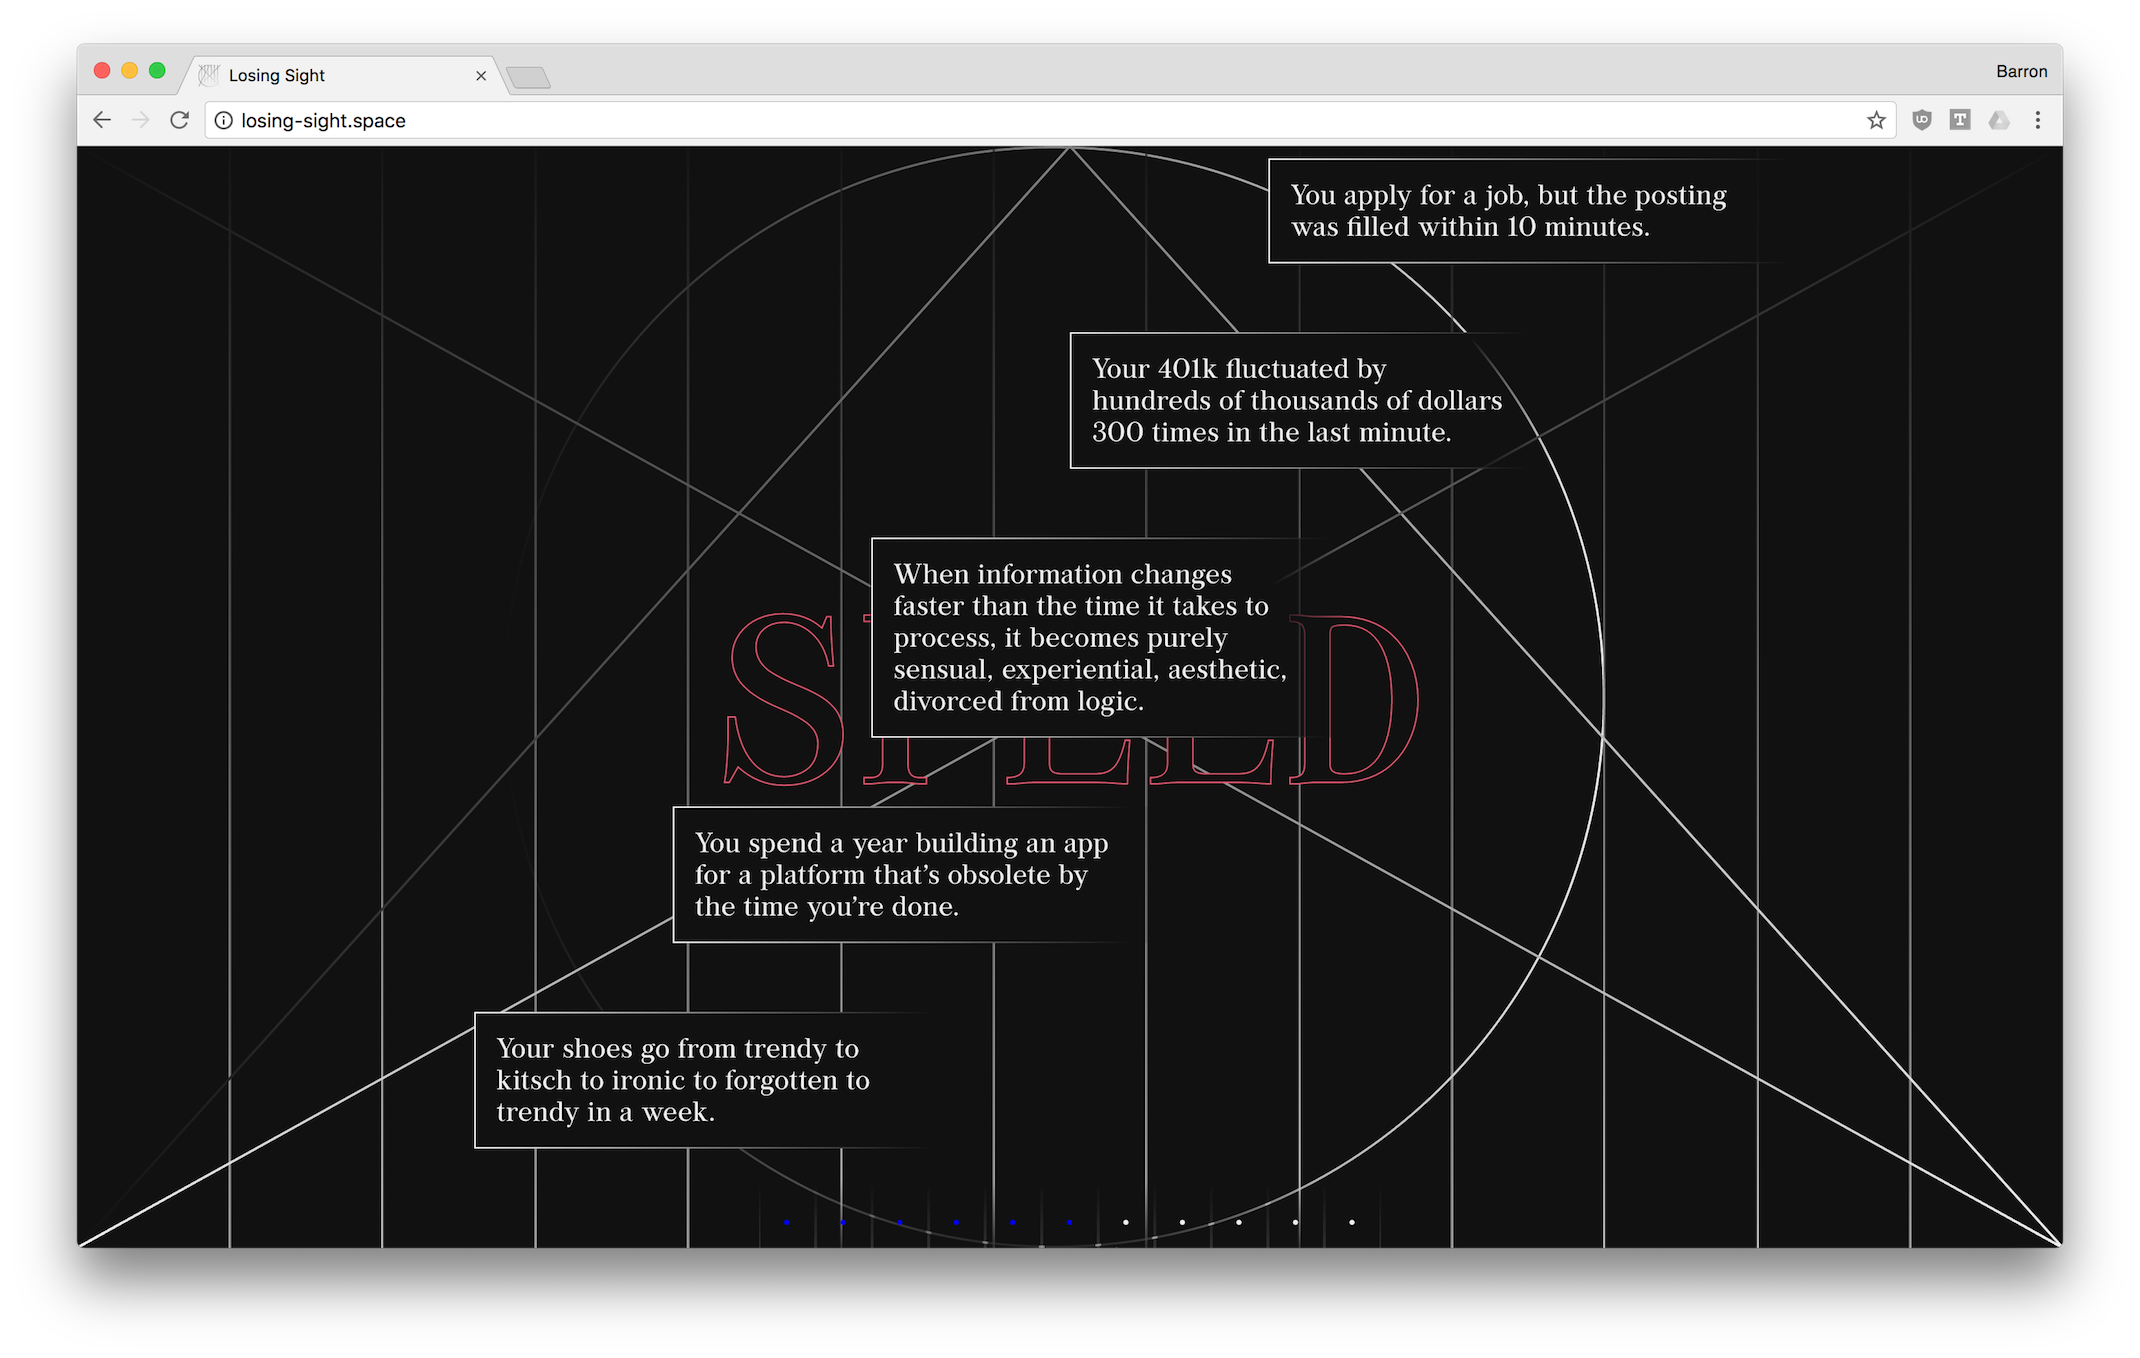 Losing Sight
Barron
losing-sight.space
You apply for a job, but the posting
was filled within 10 minutes.
Your 401k fluctuated by
hundreds of thousands of dollars
300 times in the last minute.
When information changes
faster than the time it takes to
process, it becomes purely
sensual, experiential, aesthetic,
divorced from logic.
SPEED
You spend a year building an app
for a platform that’s obsolete by
the time you’re done.
Your shoes go from trendy to
kitsch to ironic to forgotten to
trendy in a week.